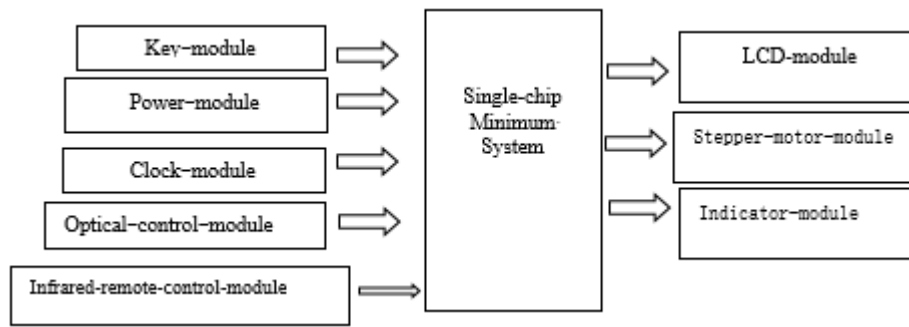 Key-module
Power-module
Clock-module
Optical-control-module
Infrared-remote-control-module
Single-chip
Minimum-
System
LCD-module
Stepper-motor-module
Indicator-module